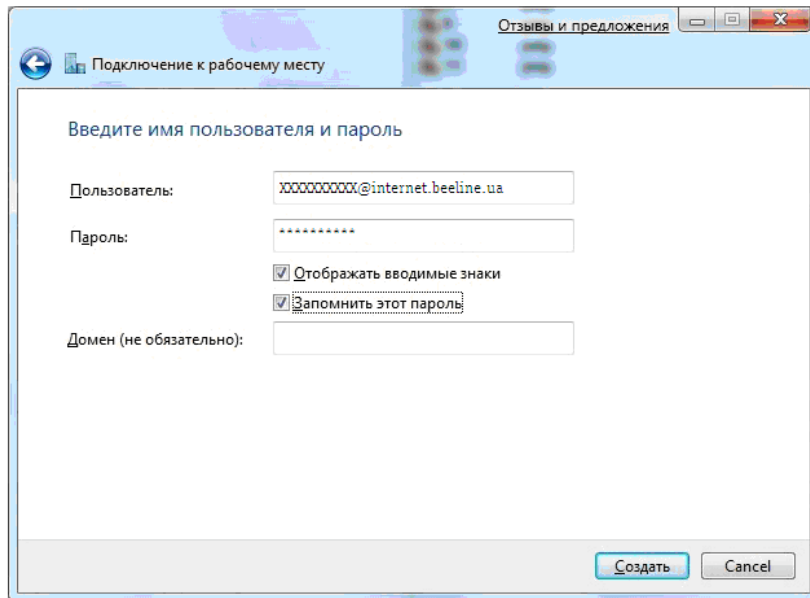 Отзывы и предложения
Подключение к рабочему месту
Введите имя пользователя и пароль
Пользователь: XXXXXXXXXX@internet.beeline.ua
Пароль: **********
Отображать вводимые знаки
Запомнить этот пароль
Домен (не обязательно):
Создать Cancel